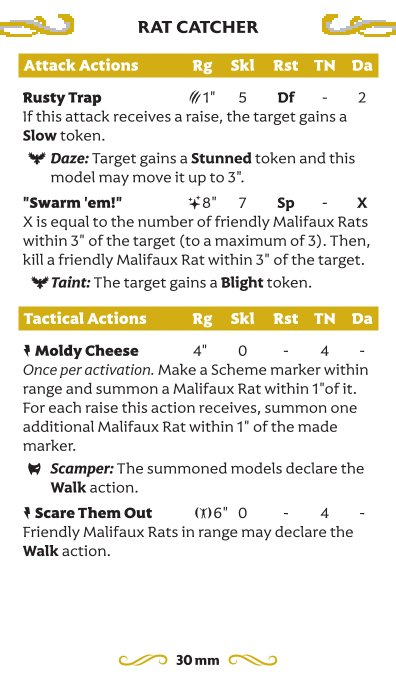 RAT CATCHER
Attack Actions Rg Skl Rst TN Da
Rusty Trap 1" 5 Df - 2
If this attack receives a raise, the target gains a
Slow token.
Daze: Target gains a Stunned token and this
model may move it up to 3".
"Swarm 'em!" 8" 7 Sp - X
X is equal to the number of friendly Malifaux Rats
within 3" of the target (to a maximum of 3). Then,
kill a friendly Malifaux Rat within 3" of the target.
Taint: The target gains a Blight token.
Tactical Actions Rg Skl Rst TN Da
Moldy Cheese 4" 0 - 4 -
Once per activation. Make a Scheme marker within
range and summon a Malifaux Rat within 1"of it.
For each raise this action receives, summon one
additional Malifaux Rat within 1" of the made
marker.
Scamper: The summoned models declare the
Walk action.
Scare Them Out 6" 0 - 4 -
Friendly Malifaux Rats in range may declare the
Walk action.
30 mm